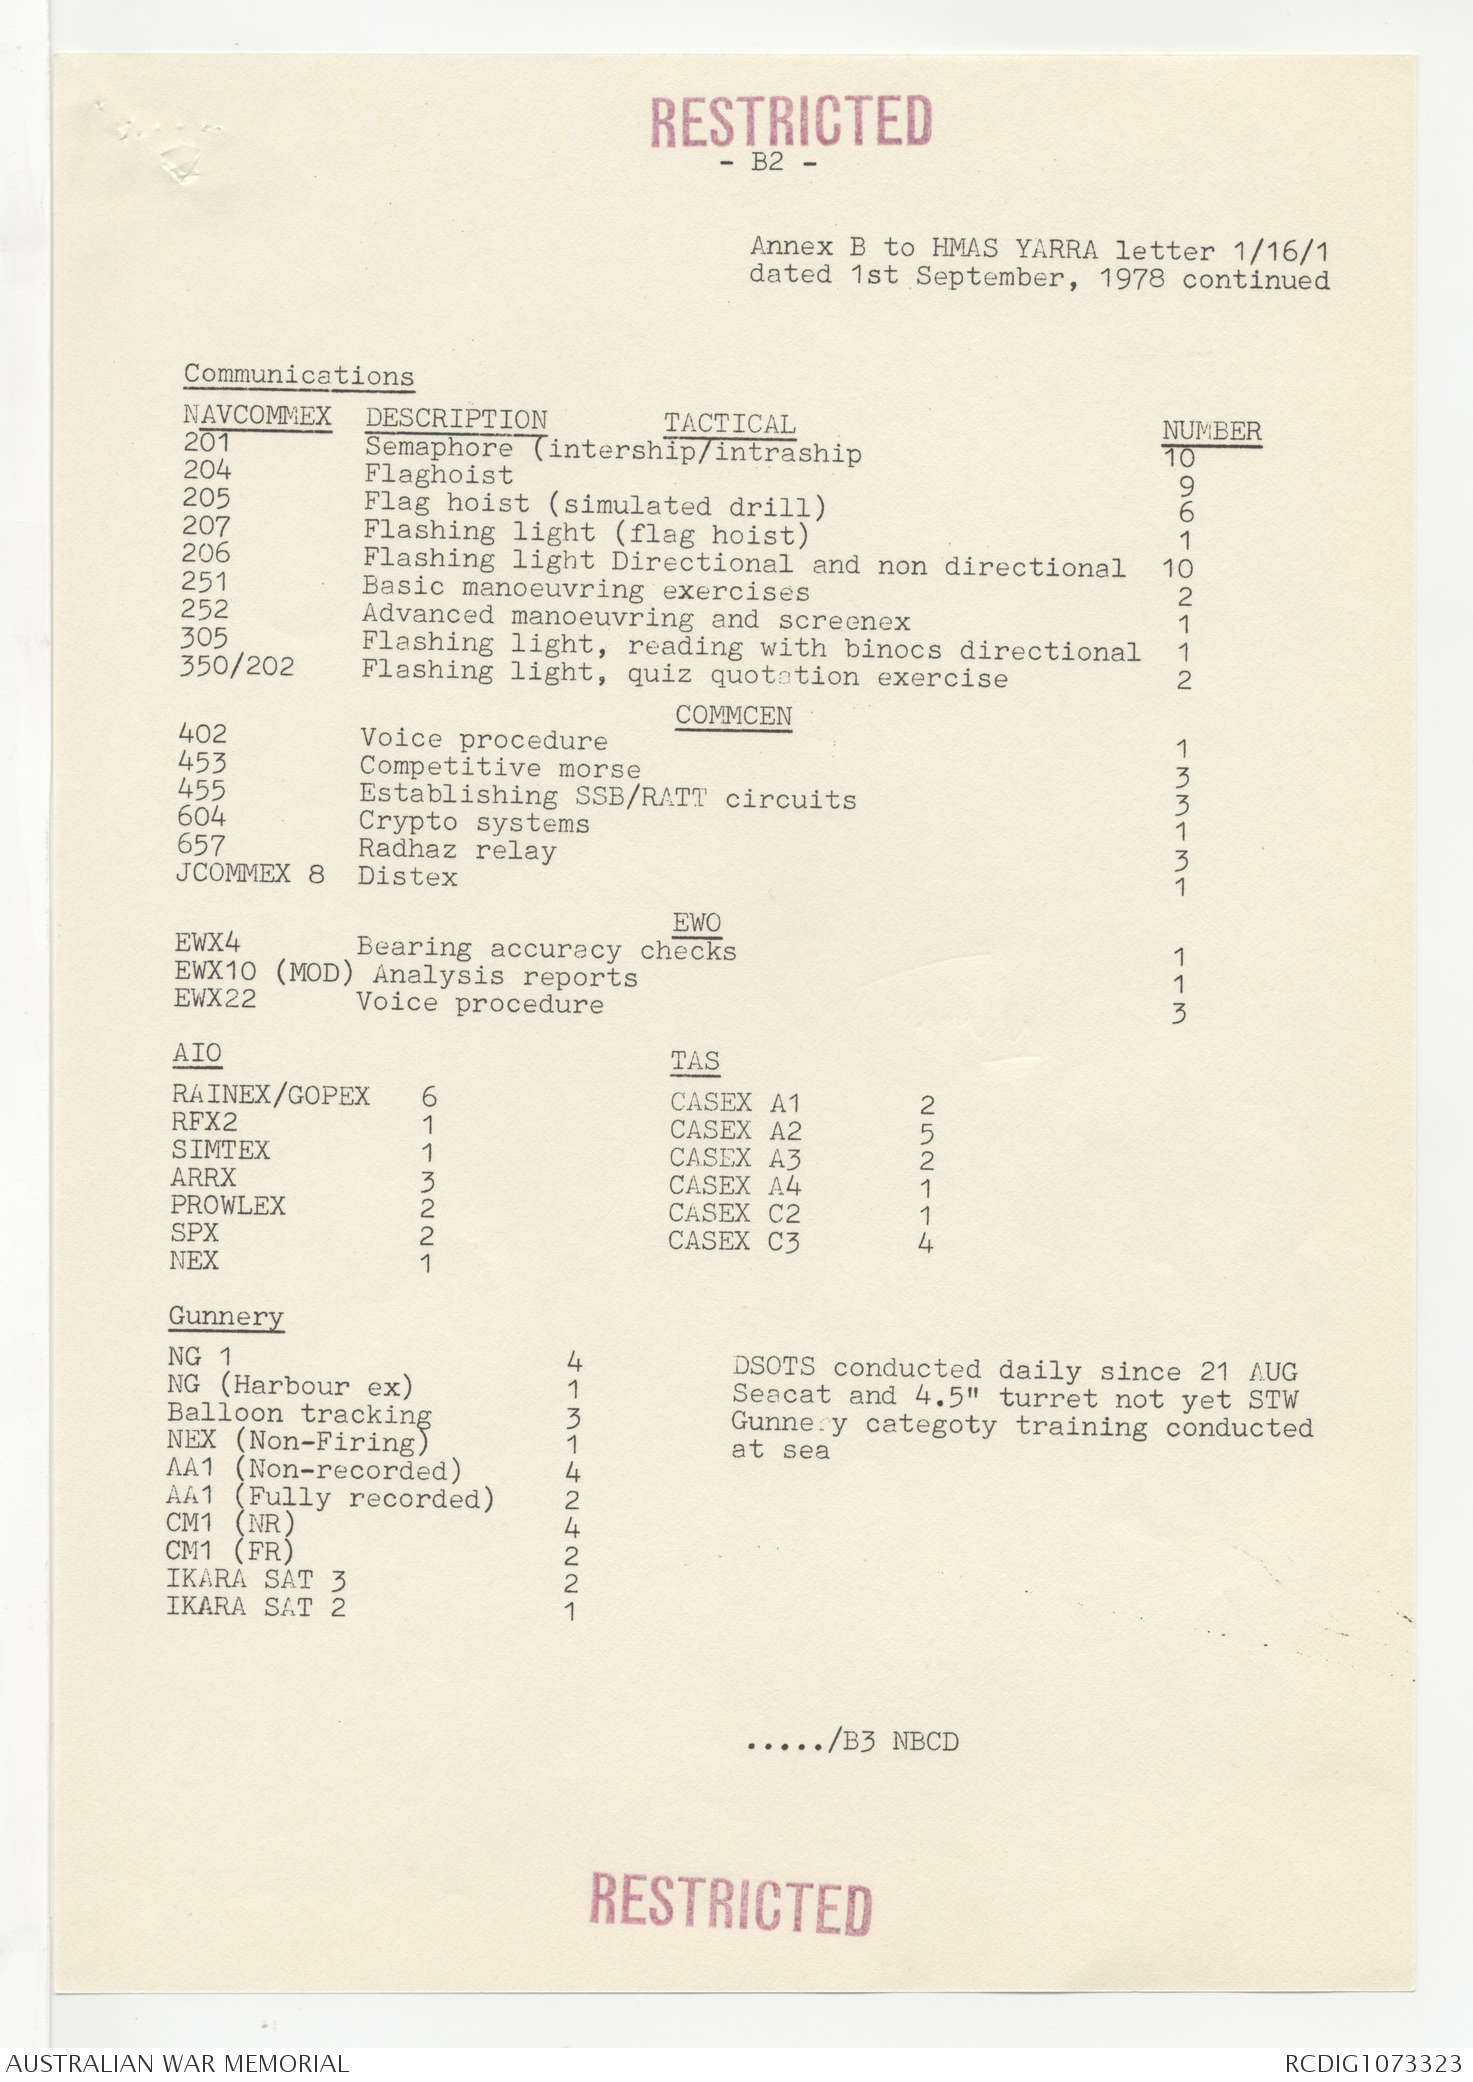 RESTRICTED
- B2 -
Annex B to HMAS YARRA letter 1/16/1
dated 1st September, 1978 continued
Communications
NAVCOMMEX DESCRIPTION TACTICAL NUMBER
201 Semaphore (intership/intraship 10
204 Flaghoist 9
205 Flag hoist (simulated drill) 6
207 Flashing light (flag hoist) 1
206 Flashing light Directional and non directional 10
251 Basic manoeuvring exercises 2
252 Advanced manoeuvring and screenex 1
305 Flashing light, reading with binocs directional 1
350/202 Flashing light, quiz quotation exercise 2
COMMCEN
402 Voice procedure 1
453 Competitive morse 3
455 Establishing SSB/RATT circuits 3
604 Crypto systems 1
657 Radhaz relay 3
JCOMMEX 8 Distex 1
EWO
EWX4 Bearing accuracy checks 1
EWX10 (MOD) Analysis reports 1
EWX22 Voice procedure 3
AIO
RAINEX/GOPEX 6
RFX2 1
SIMTEX 1
ARRX 3
PROWLEX 2
SPX 2
NEX 1
TAS
CASEX A1 2
CASEX A2 5
CASEX A3 2
CASEX A4 1
CASEX C2 1
CASEX C3 4
Gunnery
NG 1 4
NG (Harbour ex) 1
Balloon tracking 3
NEX (Non-Firing) 1
AA1 (Non-recorded) 4
AA1 (Fully recorded) 2
CM1 (NR) 4
CM1 (FR) 2
IKARA SAT 3 2
IKARA SAT 2 1
DSOTS conducted daily since 21 AUG
Seacat and 4.5" turret not yet STW
Gunnery categoty training conducted
at sea
...../B3 NBCD
RESTRICTED
AUSTRALIAN WAR MEMORIAL
RCDIG1073323